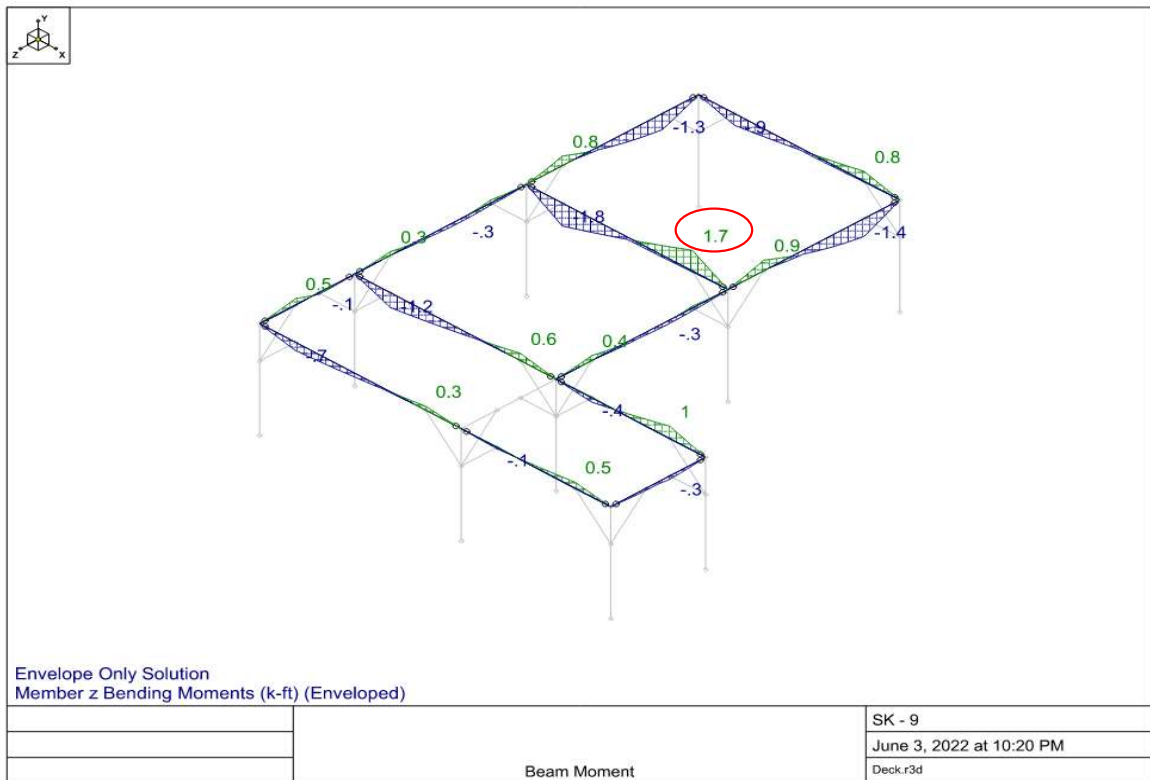 Y
Z X
-1.3 -.9
0.8
0.8
-1.8
1.7
-1.4
0.9
0.3 -.3
0.5
-.1 -1.2
-.3
0.6 0.4
-.7
0.3
-.4 1
-.1 0.5
-.3
Envelope Only Solution
Member z Bending Moments (k-ft) (Enveloped)
SK - 9
June 3, 2022 at 10:20 PM
Beam Moment
Deck.r3d